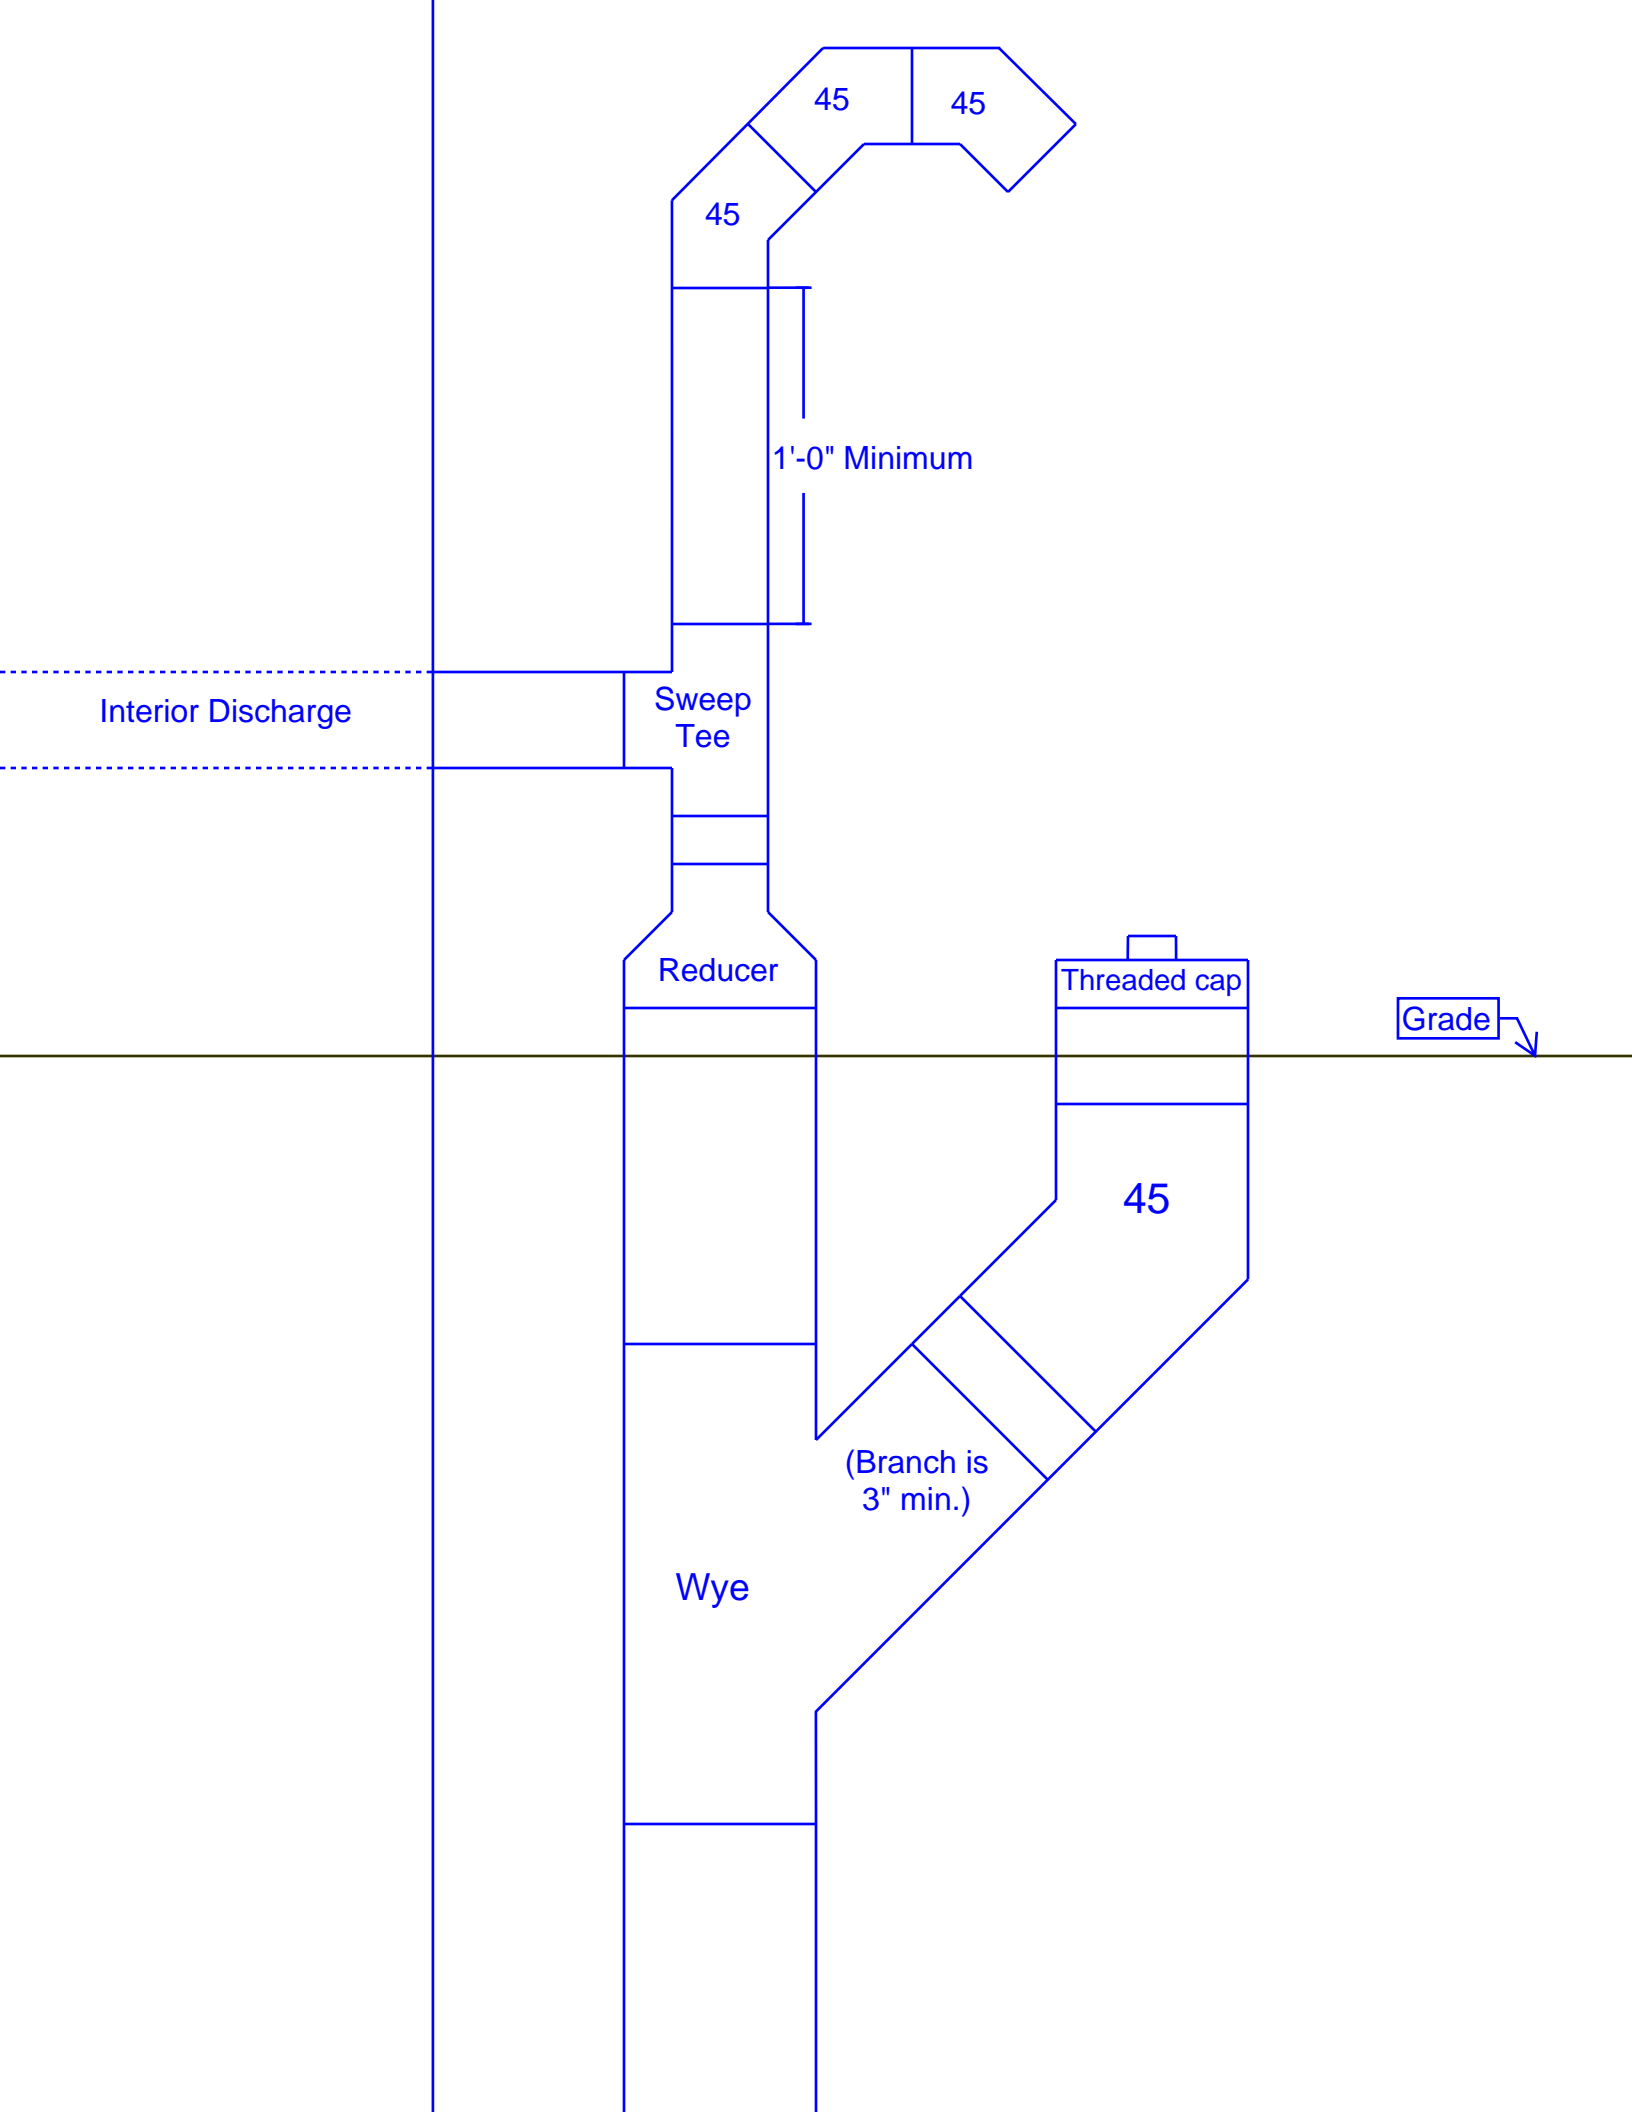 45
45
45
1'-0" Minimum
Interior Discharge
Sweep
Tee
Reducer
Threaded cap
Grade
45
(Branch is
3" min.)
Wye